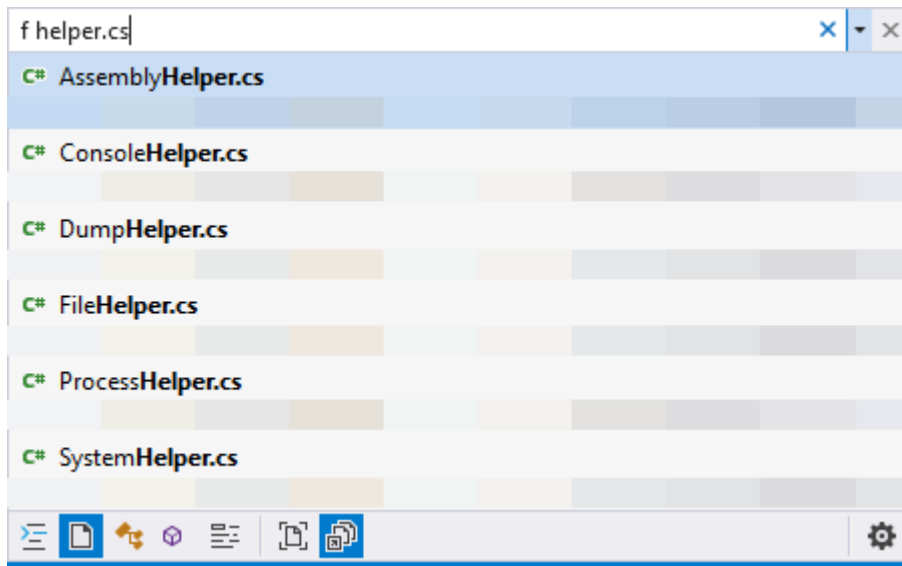 f helper.cs
C# AssemblyHelper.cs
C# ConsoleHelper.cs
C# DumpHelper.cs
C# FileHelper.cs
C# ProcessHelper.cs
C# SystemHelper.cs